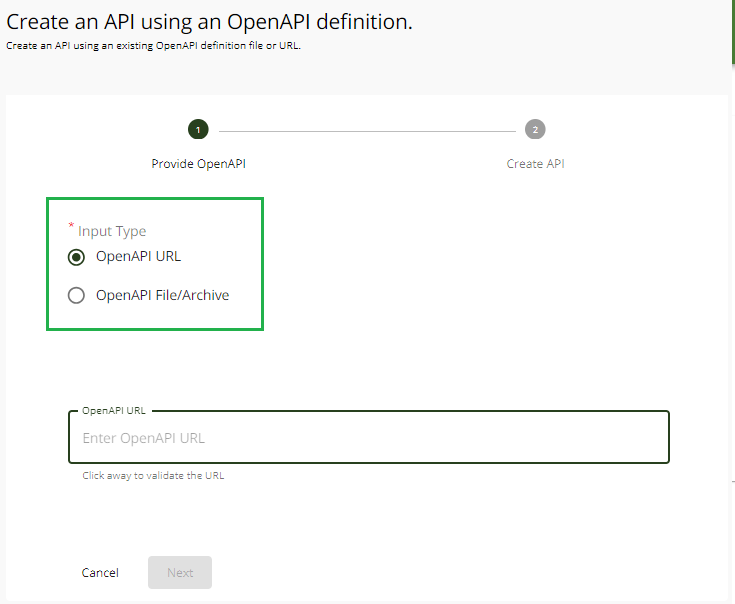 Create an API using an OpenAPI definition.
Create an API using an existing OpenAPI definition file or URL.
1
2
Provide OpenAPI
Create API
* Input Type
OpenAPI URL
OpenAPI File/Archive
OpenAPI URL
Enter OpenAPI URL
Click away to validate the URL
Cancel
Next